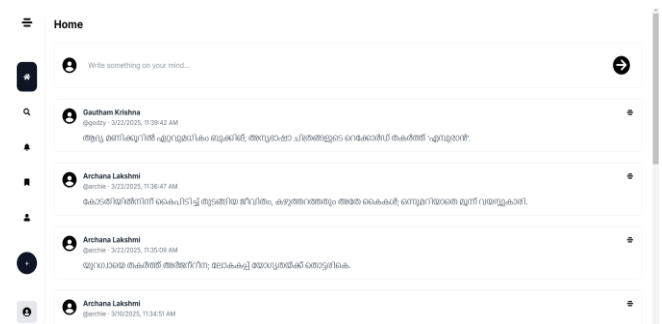 Home
Write something on your mind...
Gautham Krishna
@godzy · 3/22/2025, 11:39:42 AM
ആദ്യ മണിക്കൂറിൽ ഏറ്റവുമധികം ബുക്കിങ്; അന്യഭാഷാ ചിത്രങ്ങളുടെ റെക്കോർഡ് തകർത്ത് 'എമ്പുരാൻ'.
Archana Lakshmi
@archie · 3/22/2025, 11:36:47 AM
കോടതിയിൽനിന്ന് കൈപിടിച്ച് തുടങ്ങിയ ജീവിതം, കഴുത്തറത്തതും അതേ കൈകൾ; ഒന്നുമറിയാതെ മൂന്ന് വയസ്സുകാരി.
Archana Lakshmi
@archie · 3/22/2025, 11:35:09 AM
യുറഗ്വായെ തകർത്ത് അർജന്റീന; ലോകകപ്പ് യോഗ്യതയ്ക്ക് തൊട്ടരികെ.
Archana Lakshmi
@archie · 3/10/2025, 11:34:51 AM